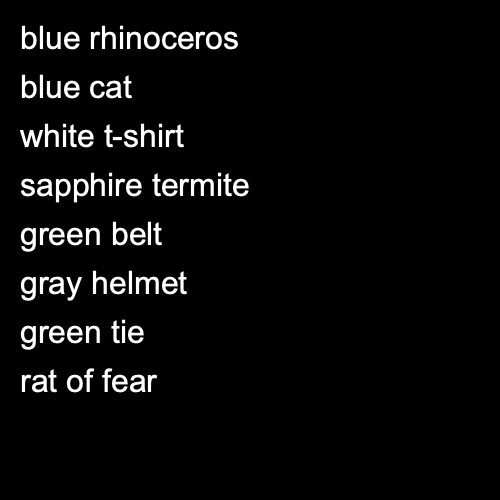 blue rhinoceros
blue cat
white t-shirt
sapphire termite
green belt
gray helmet
green tie
rat of fear